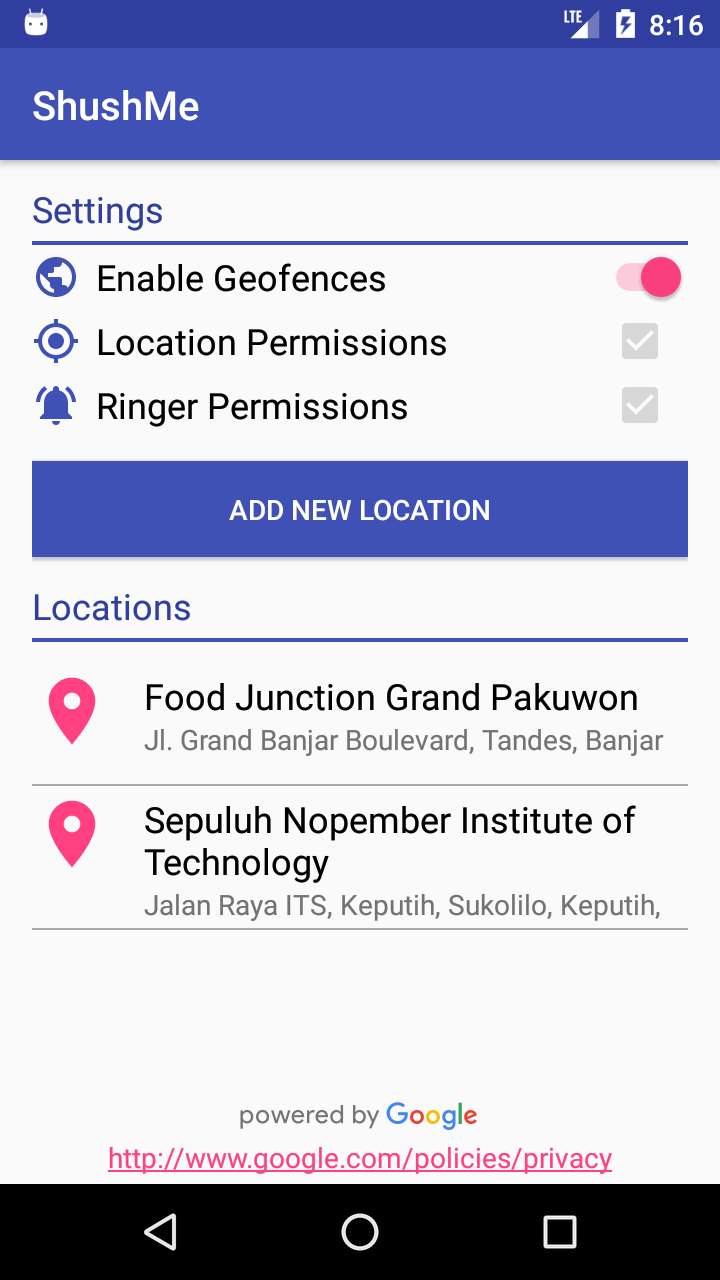 LTE 8:16
ShushMe
Settings
Enable Geofences
Location Permissions
Ringer Permissions
ADD NEW LOCATION
Locations
Food Junction Grand Pakuwon
Jl. Grand Banjar Boulevard, Tandes, Banjar
Sepuluh Nopember Institute of
Technology
Jalan Raya ITS, Keputih, Sukolilo, Keputih,
powered by Google
http://www.google.com/policies/privacy